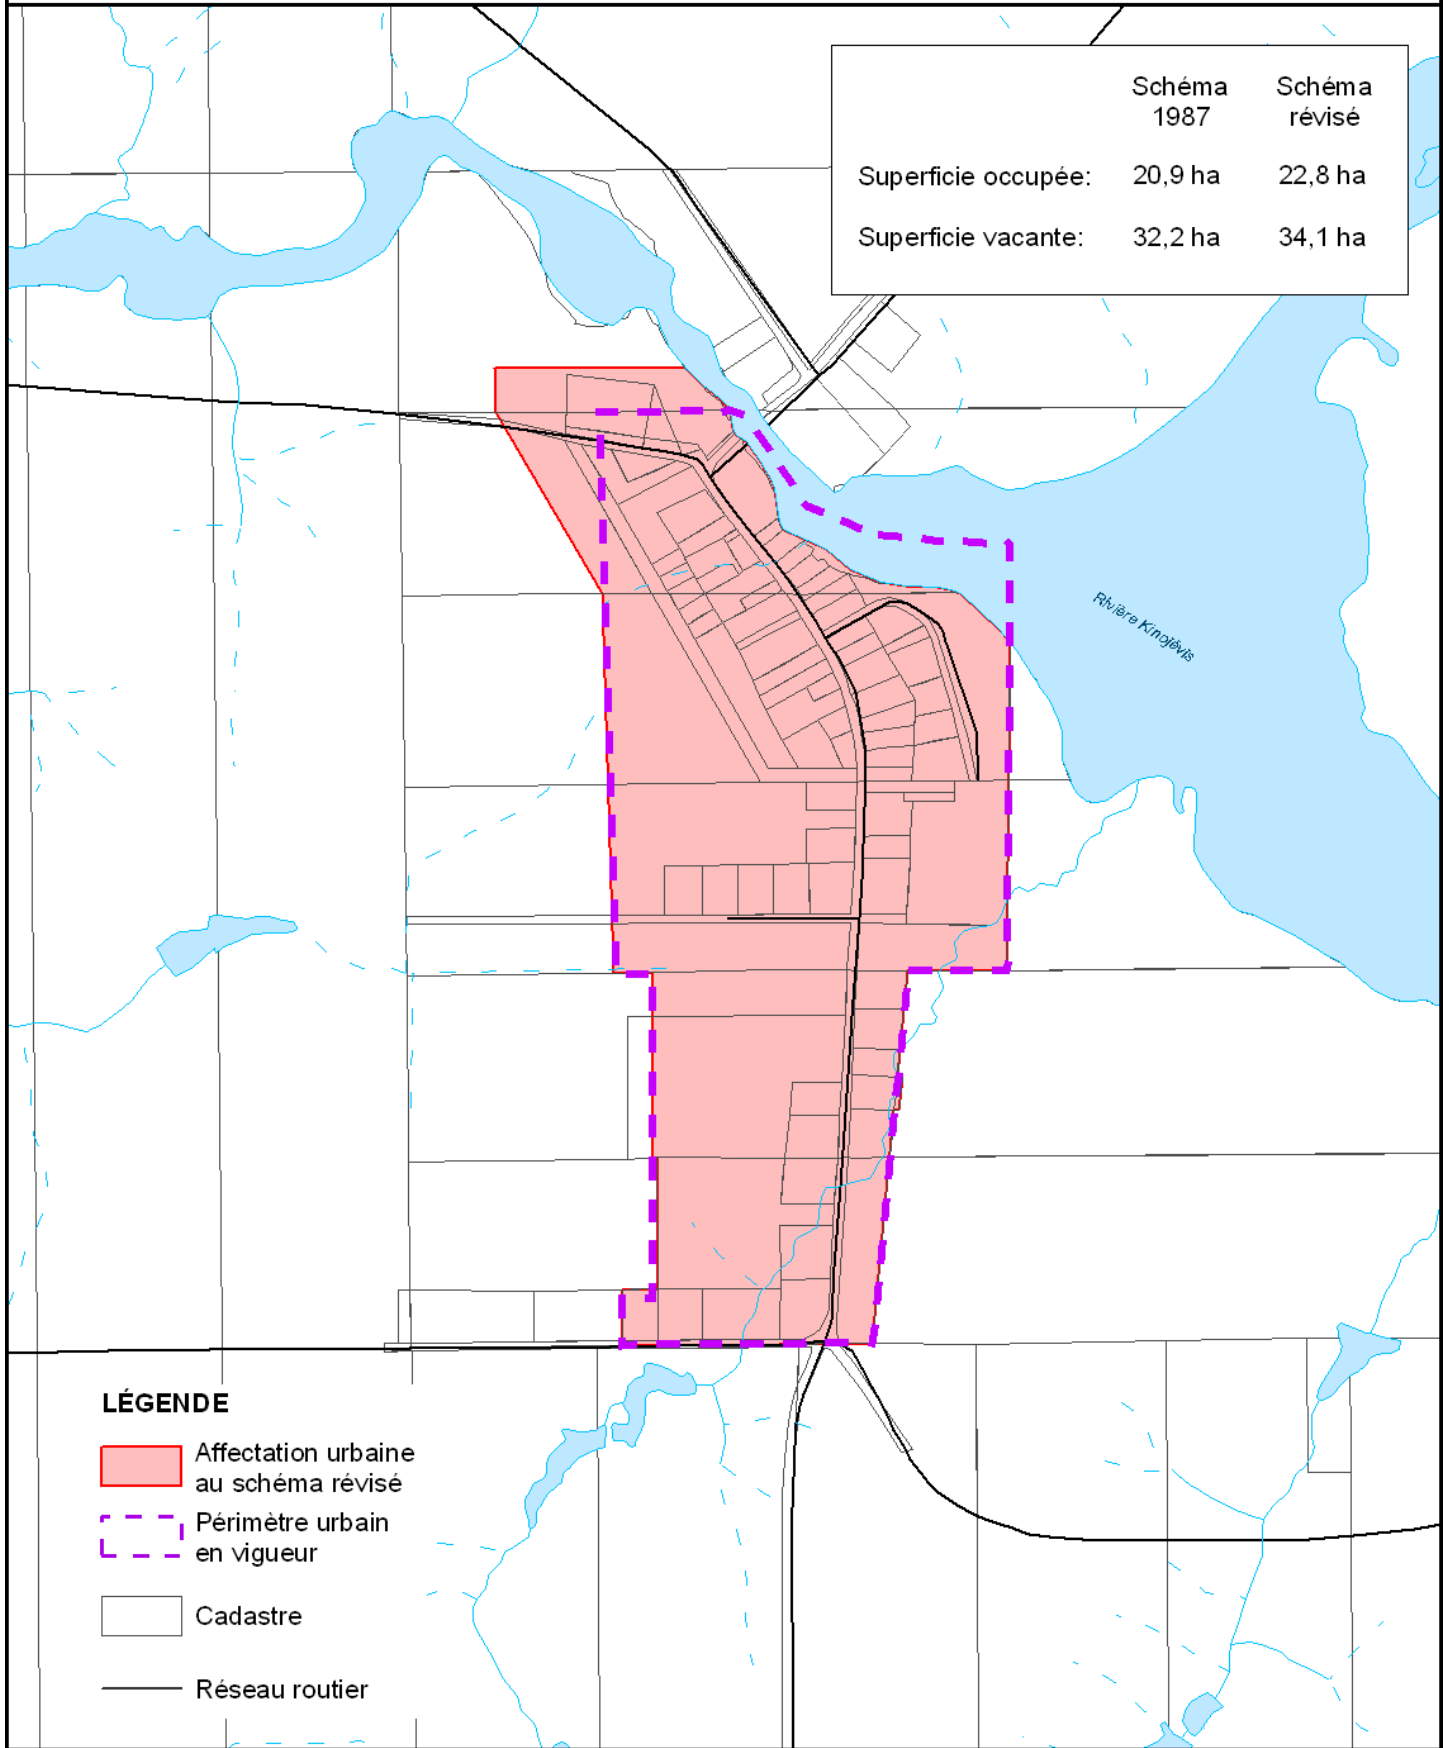 Schéma 1987
Schéma révisé
Superficie occupée: 20,9 ha 22,8 ha
Superficie vacante: 32,2 ha 34,1 ha
Rivière Kinojévis
LÉGENDE
Affectation urbaine
au schéma révisé
Périmètre urbain
en vigueur
Cadastre
Réseau routier